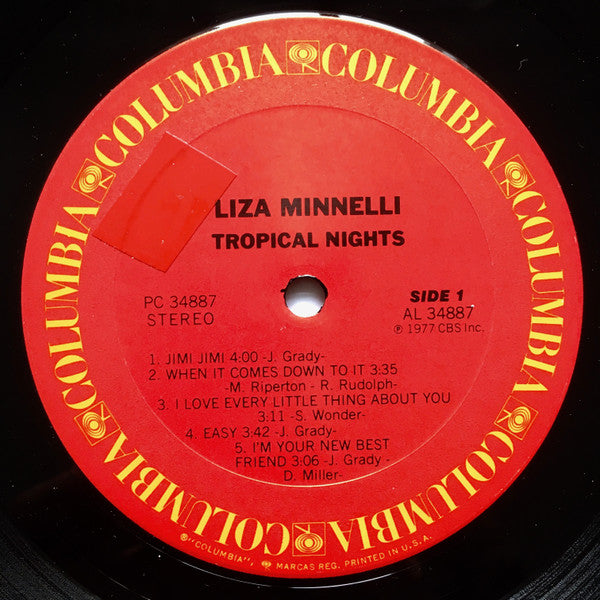 COLUMBIA COLUMBIA COLUMBIA COLUMBIA COLUMBIA COLUMBIA
LIZA MINNELLI
TROPICAL NIGHTS
PC 34887
STEREO
SIDE 1
AL 34887
℗ 1977 CBS Inc.
1. JIMI JIMI 4:00 -J. Grady-
2. WHEN IT COMES DOWN TO IT 3:35
-M. Riperton - R. Rudolph-
3. I LOVE EVERY LITTLE THING ABOUT YOU
3:11 -S. Wonder-
4. EASY 3:42 -J. Grady-
5. I'M YOUR NEW BEST
FRIEND 3:06 -J. Grady -
D. Miller-
®"COLUMBIA", MARCAS REG. PRINTED IN U.S.A.